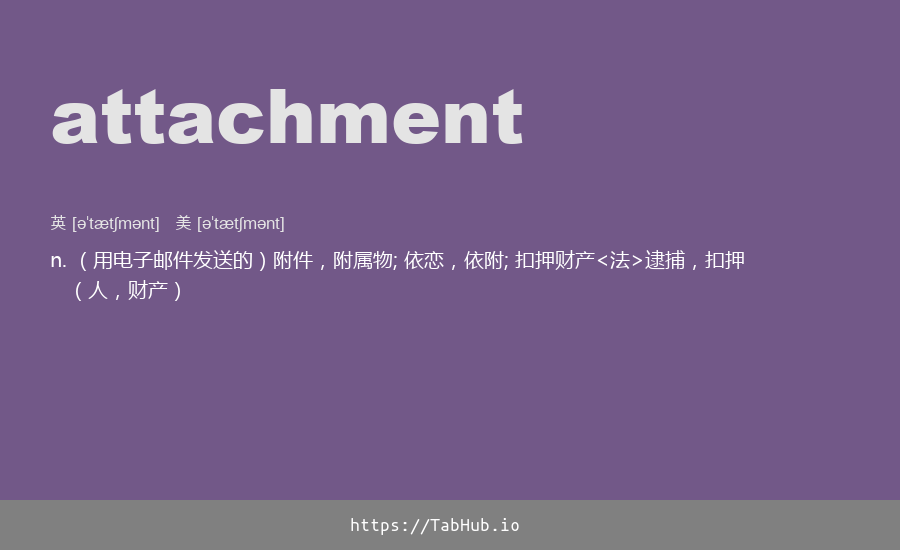 attachment
英 [ə'tætʃmənt] 美 [ə'tætʃmənt]
n. （用电子邮件发送的）附件，附属物; 依恋，依附; 扣押财产<法>逮捕，扣押
（人，财产）
https://TabHub.io